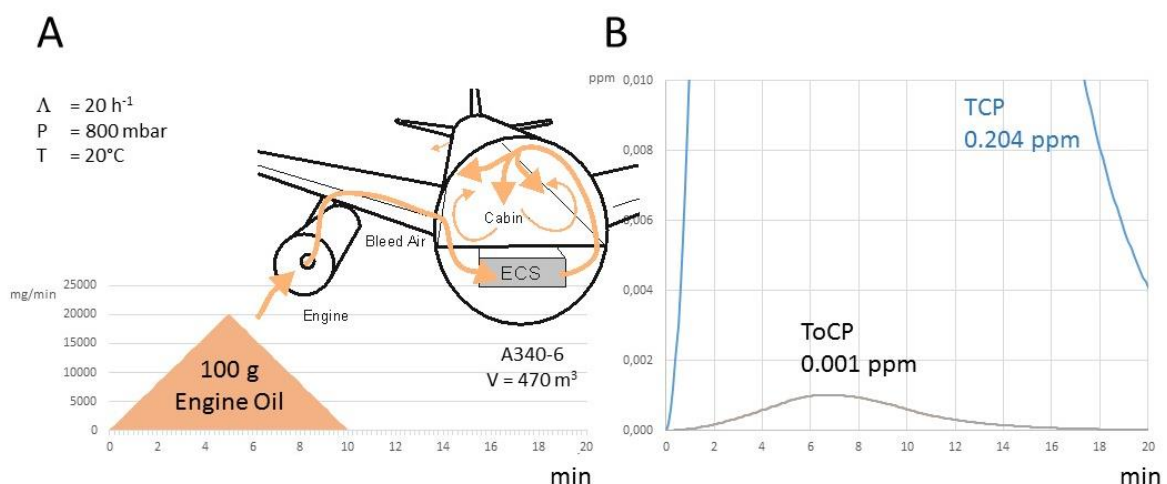 A
Λ = 20 h⁻¹
P = 800 mbar
T = 20°C
Cabin
Bleed Air
ECS
Engine
mg/min
25000
20000
15000
10000
5000
0
100 g
Engine Oil
A340-6
V = 470 m³
0 2 4 6 8 10 12 14 16 18 20
min
B
ppm 0,010
0,008
0,006
0,004
0,002
0,000
TCP
0.204 ppm
ToCP
0.001 ppm
0 2 4 6 8 10 12 14 16 18 20
min